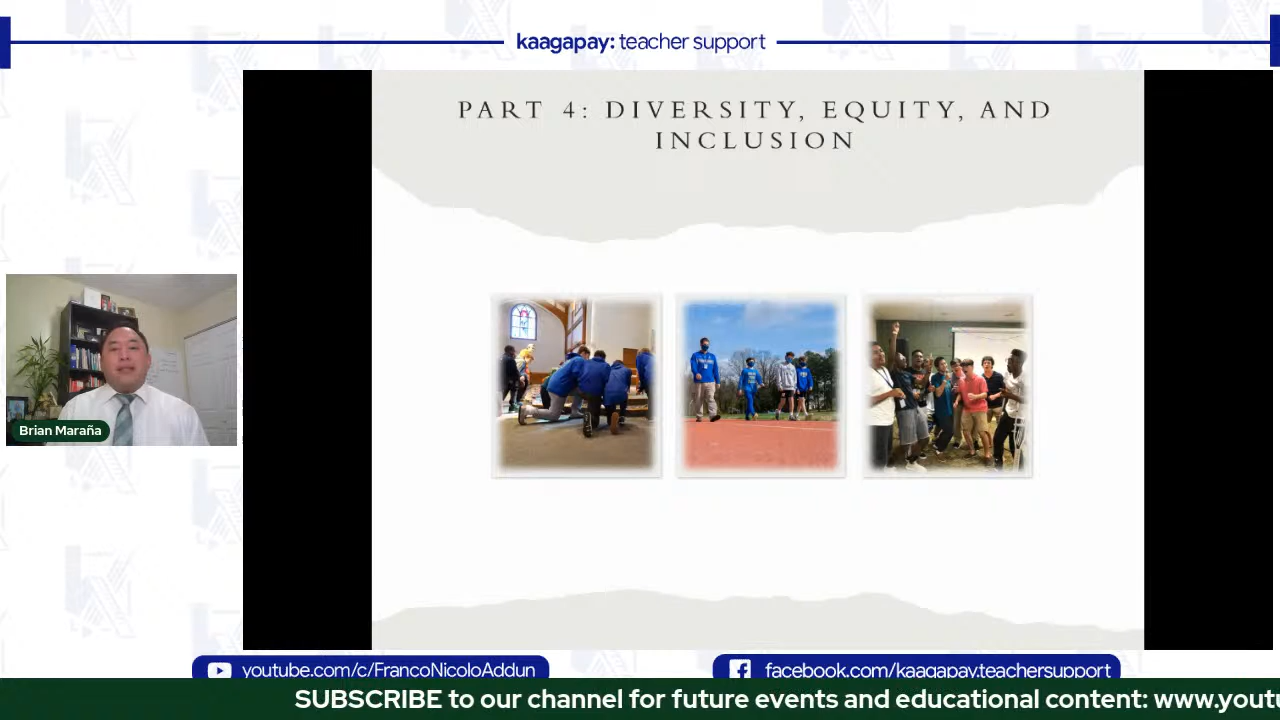 kaagapay: teacher support
PART 4: DIVERSITY, EQUITY, AND
INCLUSION
Brian Maraña
youtube.com/c/FrancoNicoloAddun
facebook.com/kaagapay.teachersupport
SUBSCRIBE to our channel for future events and educational content: www.youtu